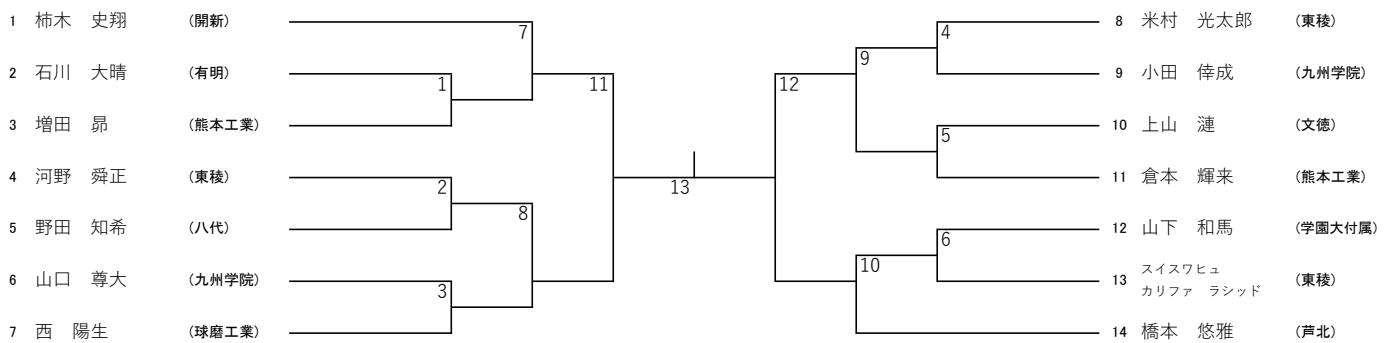 1 柿木 史翔 (開新)
2 石川 大晴 (有明)
3 増田 昴 (熊本工業)
4 河野 舜正 (東稜)
5 野田 知希 (八代)
6 山口 尊大 (九州学院)
7 西 陽生 (球磨工業)
7
1
11
2
8
3
13
4
9
12
5
6
10
8 米村 光太郎 (東稜)
9 小田 倖成 (九州学院)
10 上山 漣 (文徳)
11 倉本 輝来 (熊本工業)
12 山下 和馬 (学園大付属)
スイスワヒュ
13 カリファ ラシッド (東稜)
14 橋本 悠雅 (芦北)